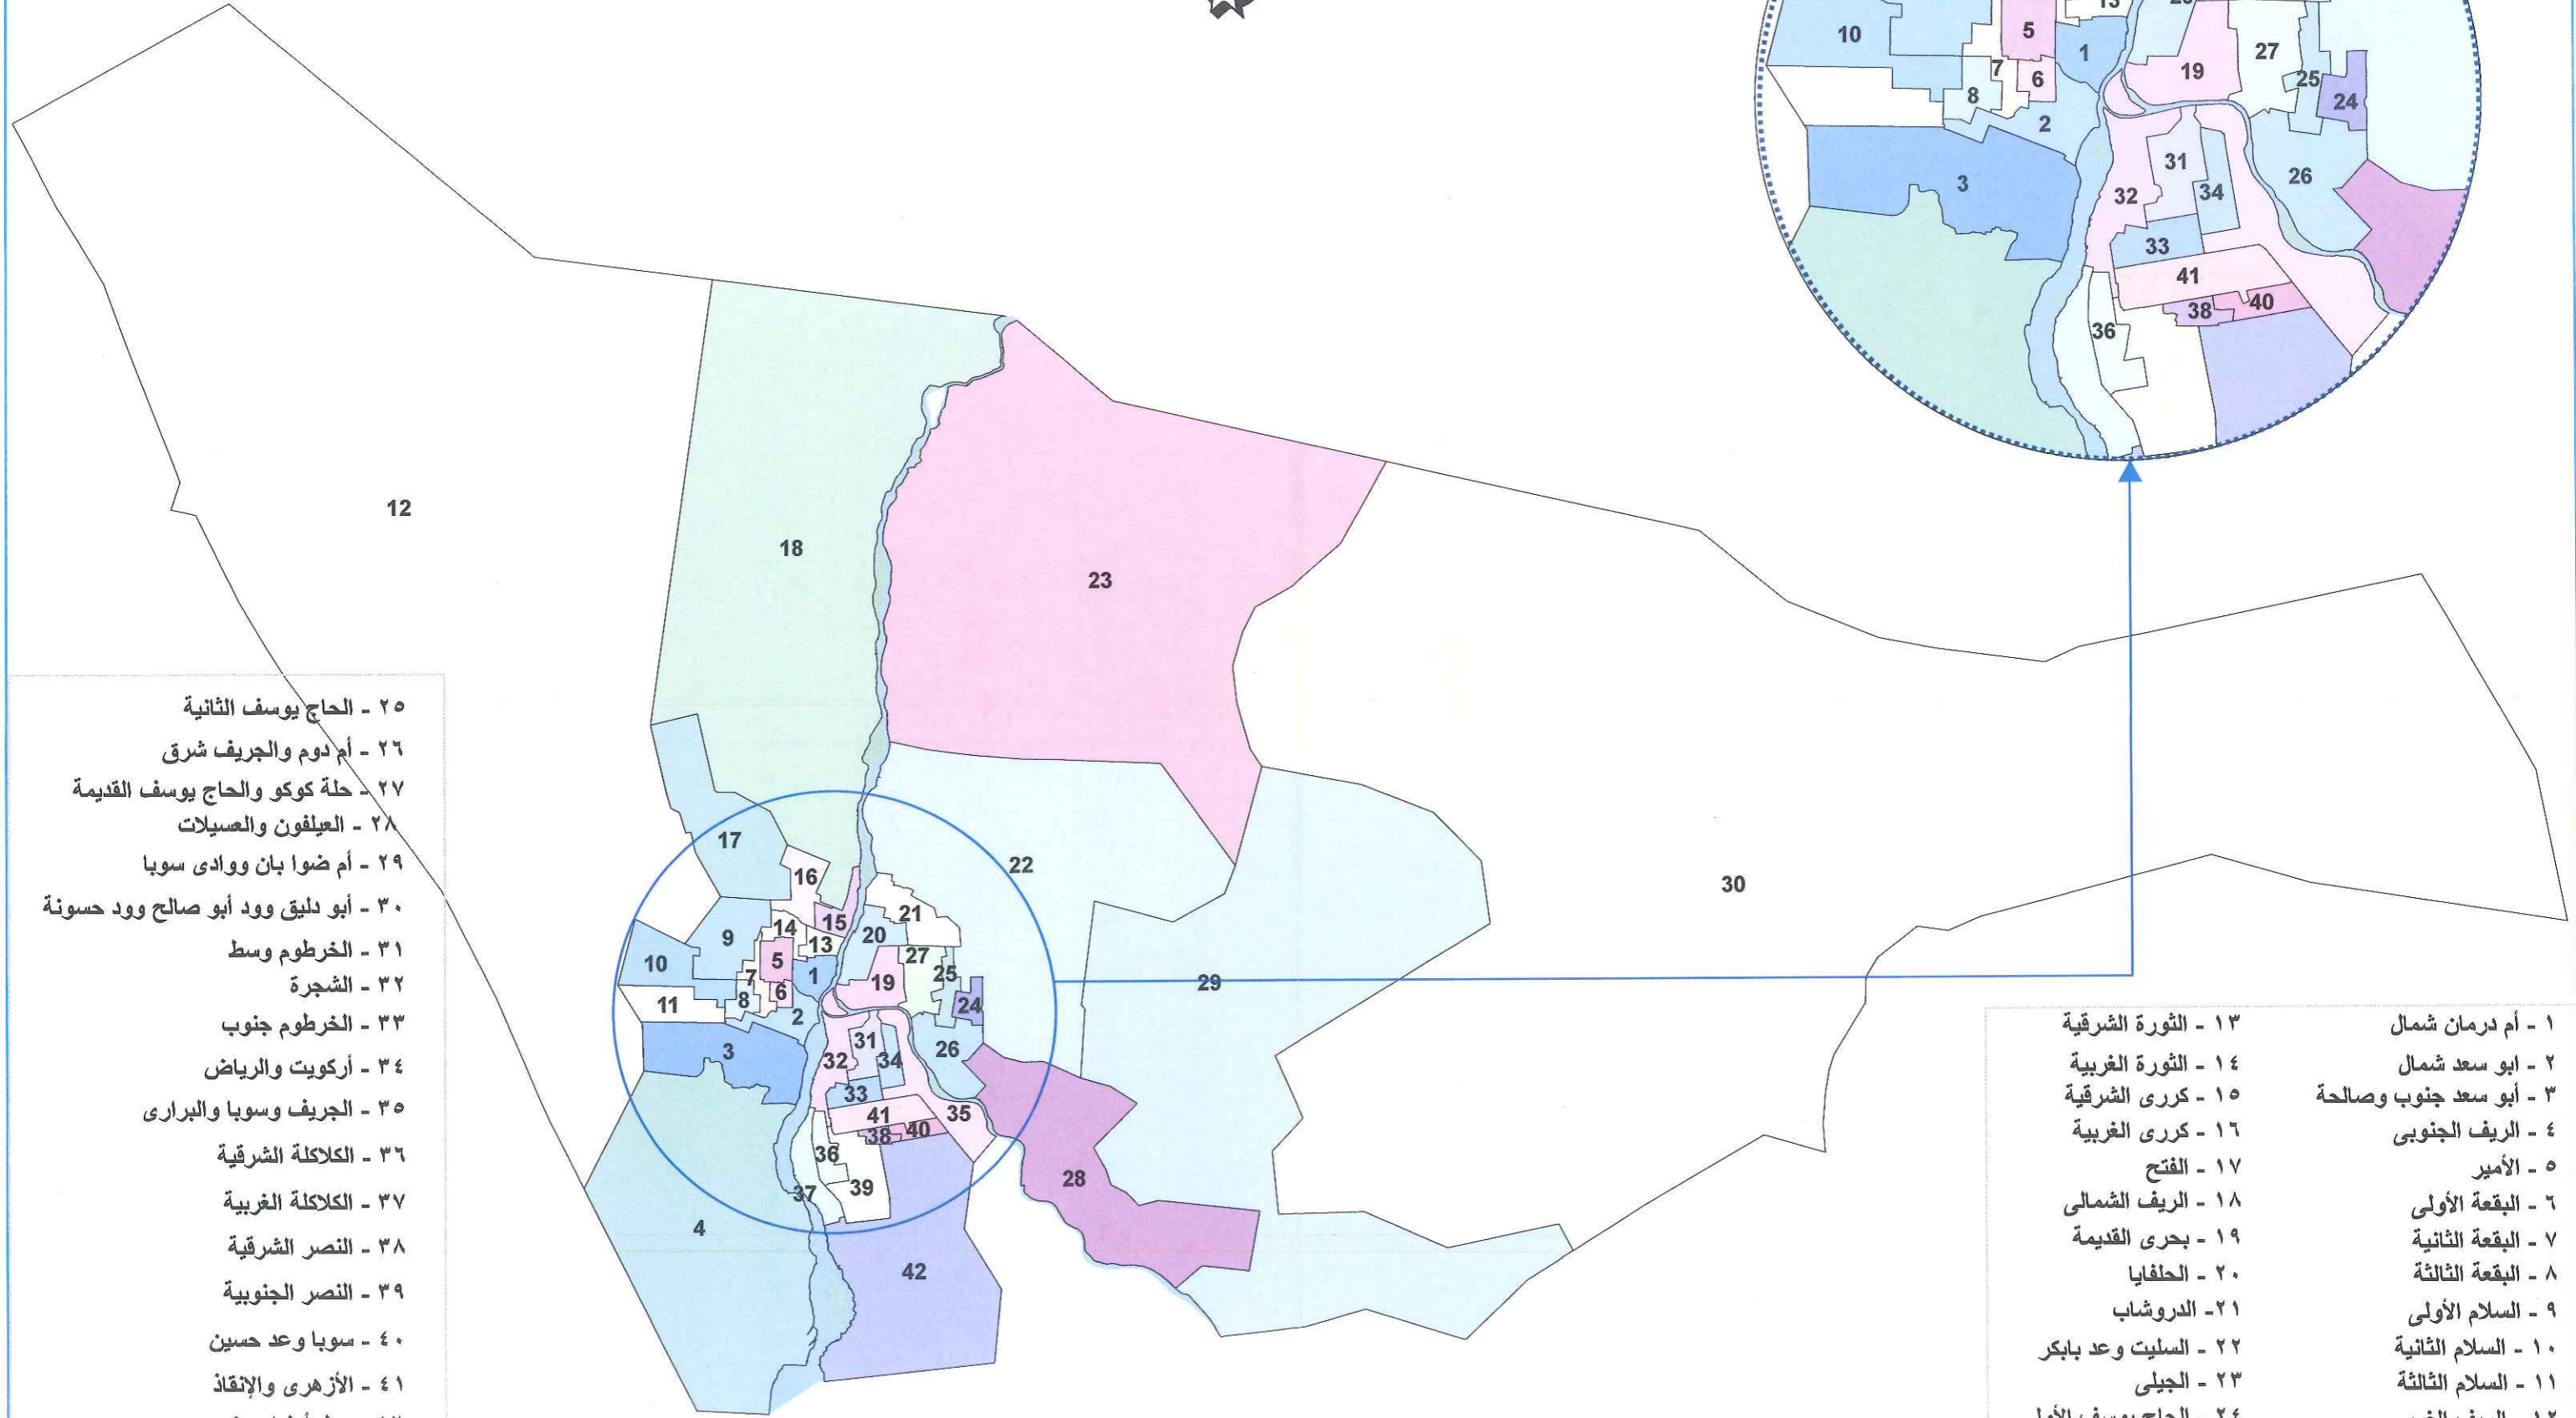 12
18
23
17
22
16
30
15
21
14
20
9
13
27
10
5
25
7
1
19
29
6
24
11
8
2
31
26
3
32
34
33
41
35
38
40
36
28
39
37
4
42
13
10
5
1
27
7
19
25
6
8
24
2
31
26
3
34
32
33
41
40
38
36
٢٥ - الحاج يوسف الثانية
٢٦ - أم دوم والجريف شرق
٢٧ - حلة كوكو والحاج يوسف القديمة
٢٨ - العيلفون والعسيلات
٢٩ - أم ضوا بان ووادى سوبا
٣٠ - أبو دليق وود أبو صالح وود حسونة
٣١ - الخرطوم وسط
٣٢ - الشجرة
٣٣ - الخرطوم جنوب
٣٤ - أركويت والرياض
٣٥ - الجريف وسوبا والبرارى
٣٦ - الكلاكلة الشرقية
٣٧ - الكلاكلة الغربية
٣٨ - النصر الشرقية
٣٩ - النصر الجنوبية
٤٠ - سوبا وعد حسين
٤١ - الأزهرى والإنقاذ
١ - أم درمان شمال
٢ - ابو سعد شمال
٣ - أبو سعد جنوب وصالحة
٤ - الريف الجنوبى
٥ - الأمير
٦ - البقعة الأولى
٧ - البقعة الثانية
٨ - البقعة الثالثة
٩ - السلام الأولى
١٠ - السلام الثانية
١١ - السلام الثالثة
١٣ - الثورة الشرقية
١٤ - الثورة الغربية
١٥ - كررى الشرقية
١٦ - كررى الغربية
١٧ - الفتح
١٨ - الريف الشمالى
١٩ - بحرى القديمة
٢٠ - الحلفايا
٢١- الدروشاب
٢٢ - السليت وعد بابكر
٢٣ - الجيلى